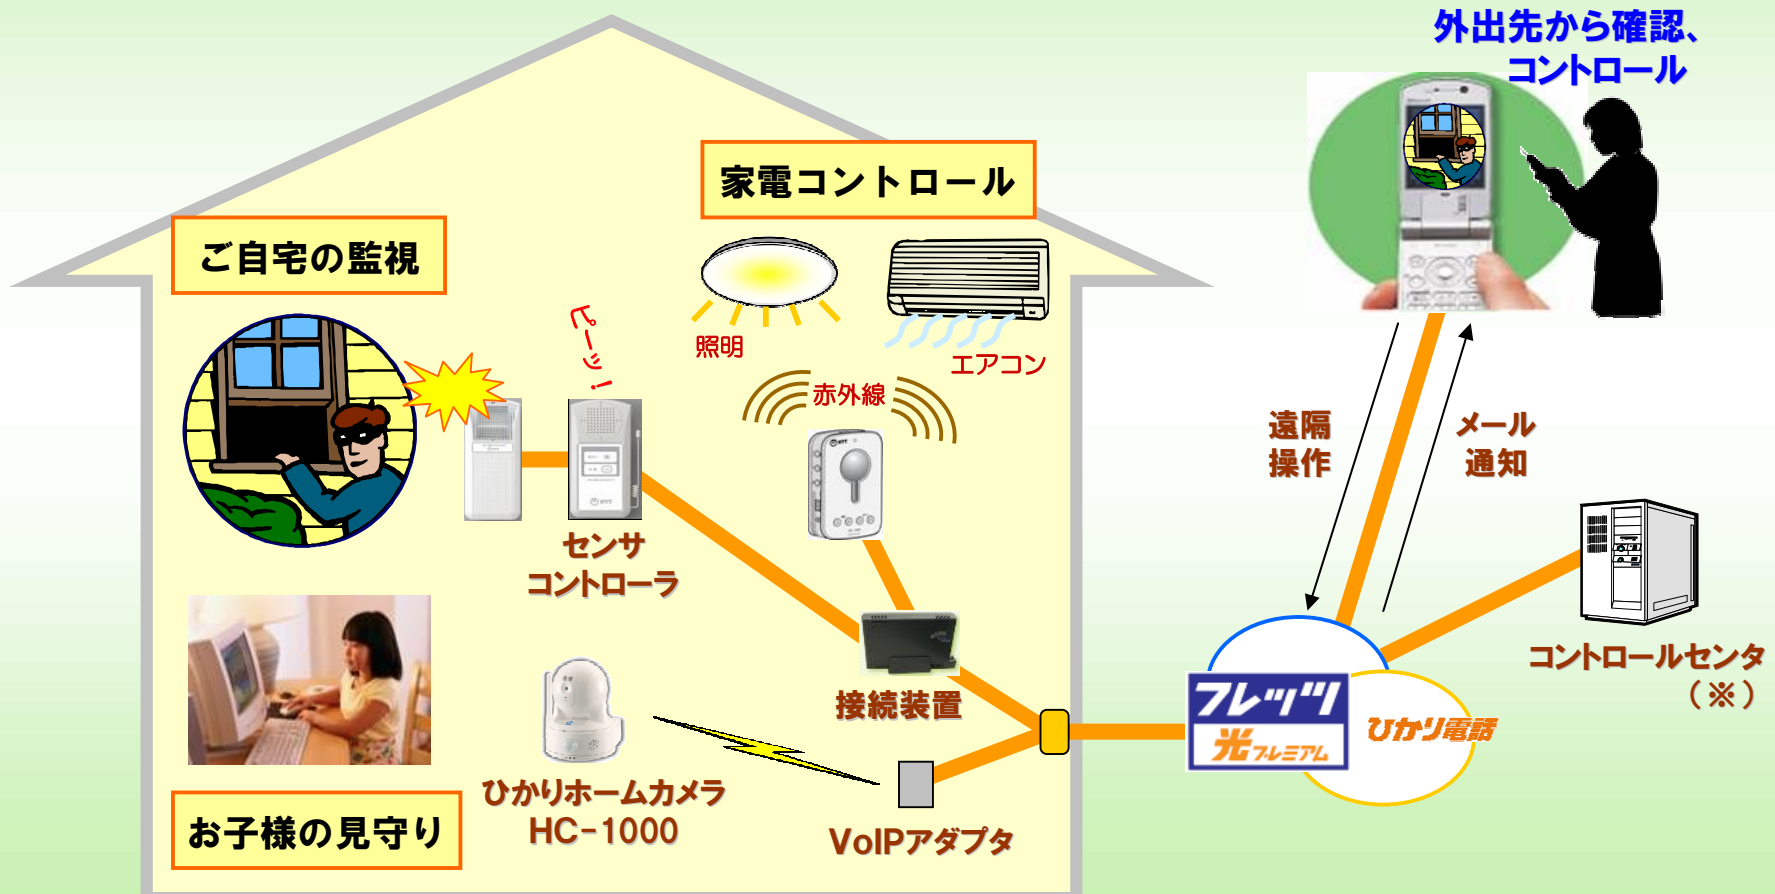 外出先から確認、
コントロール
家電コントロール
ご自宅の監視
ピーッ！
照明
エアコン
赤外線
NTT
NTT
遠隔
操作
メール
通知
センサ
コントローラ
接続装置
コントロールセンタ
（※）
フレッツ
光プレミアム
ひかり電話
ひかりホームカメラ
HC-1000
お子様の見守り
VoIPアダプタ